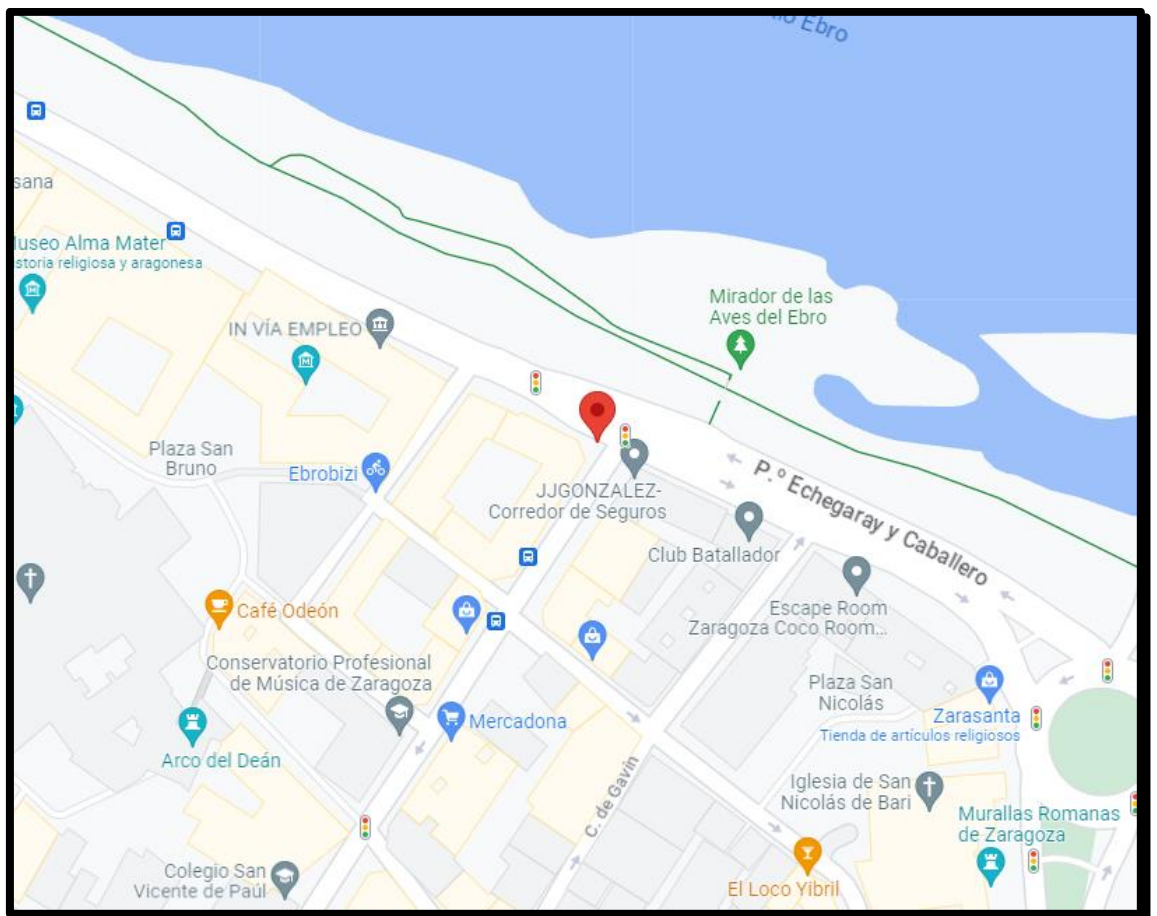 Ebro
sana
Museo Alma Mater
storia religiosa y aragonesa
Mirador de las
Aves del Ebro
IN VÍA EMPLEO
Plaza San
Bruno
Ebrobizi
JJGONZALEZ-
Corredor de Seguros
P.º Echegaray y Caballero
Club Batallador
Café Odeón
Escape Room
Zaragoza Coco Room...
Conservatorio Profesional
de Música de Zaragoza
Plaza San
Nicolás
Mercadona
Zarasanta
Tienda de artículos religiosos
Arco del Deán
C. de Gavín
Iglesia de San
Nicolás de Bari
Murallas Romanas
de Zaragoza
Colegio San
Vicente de Paúl
El Loco Yibril